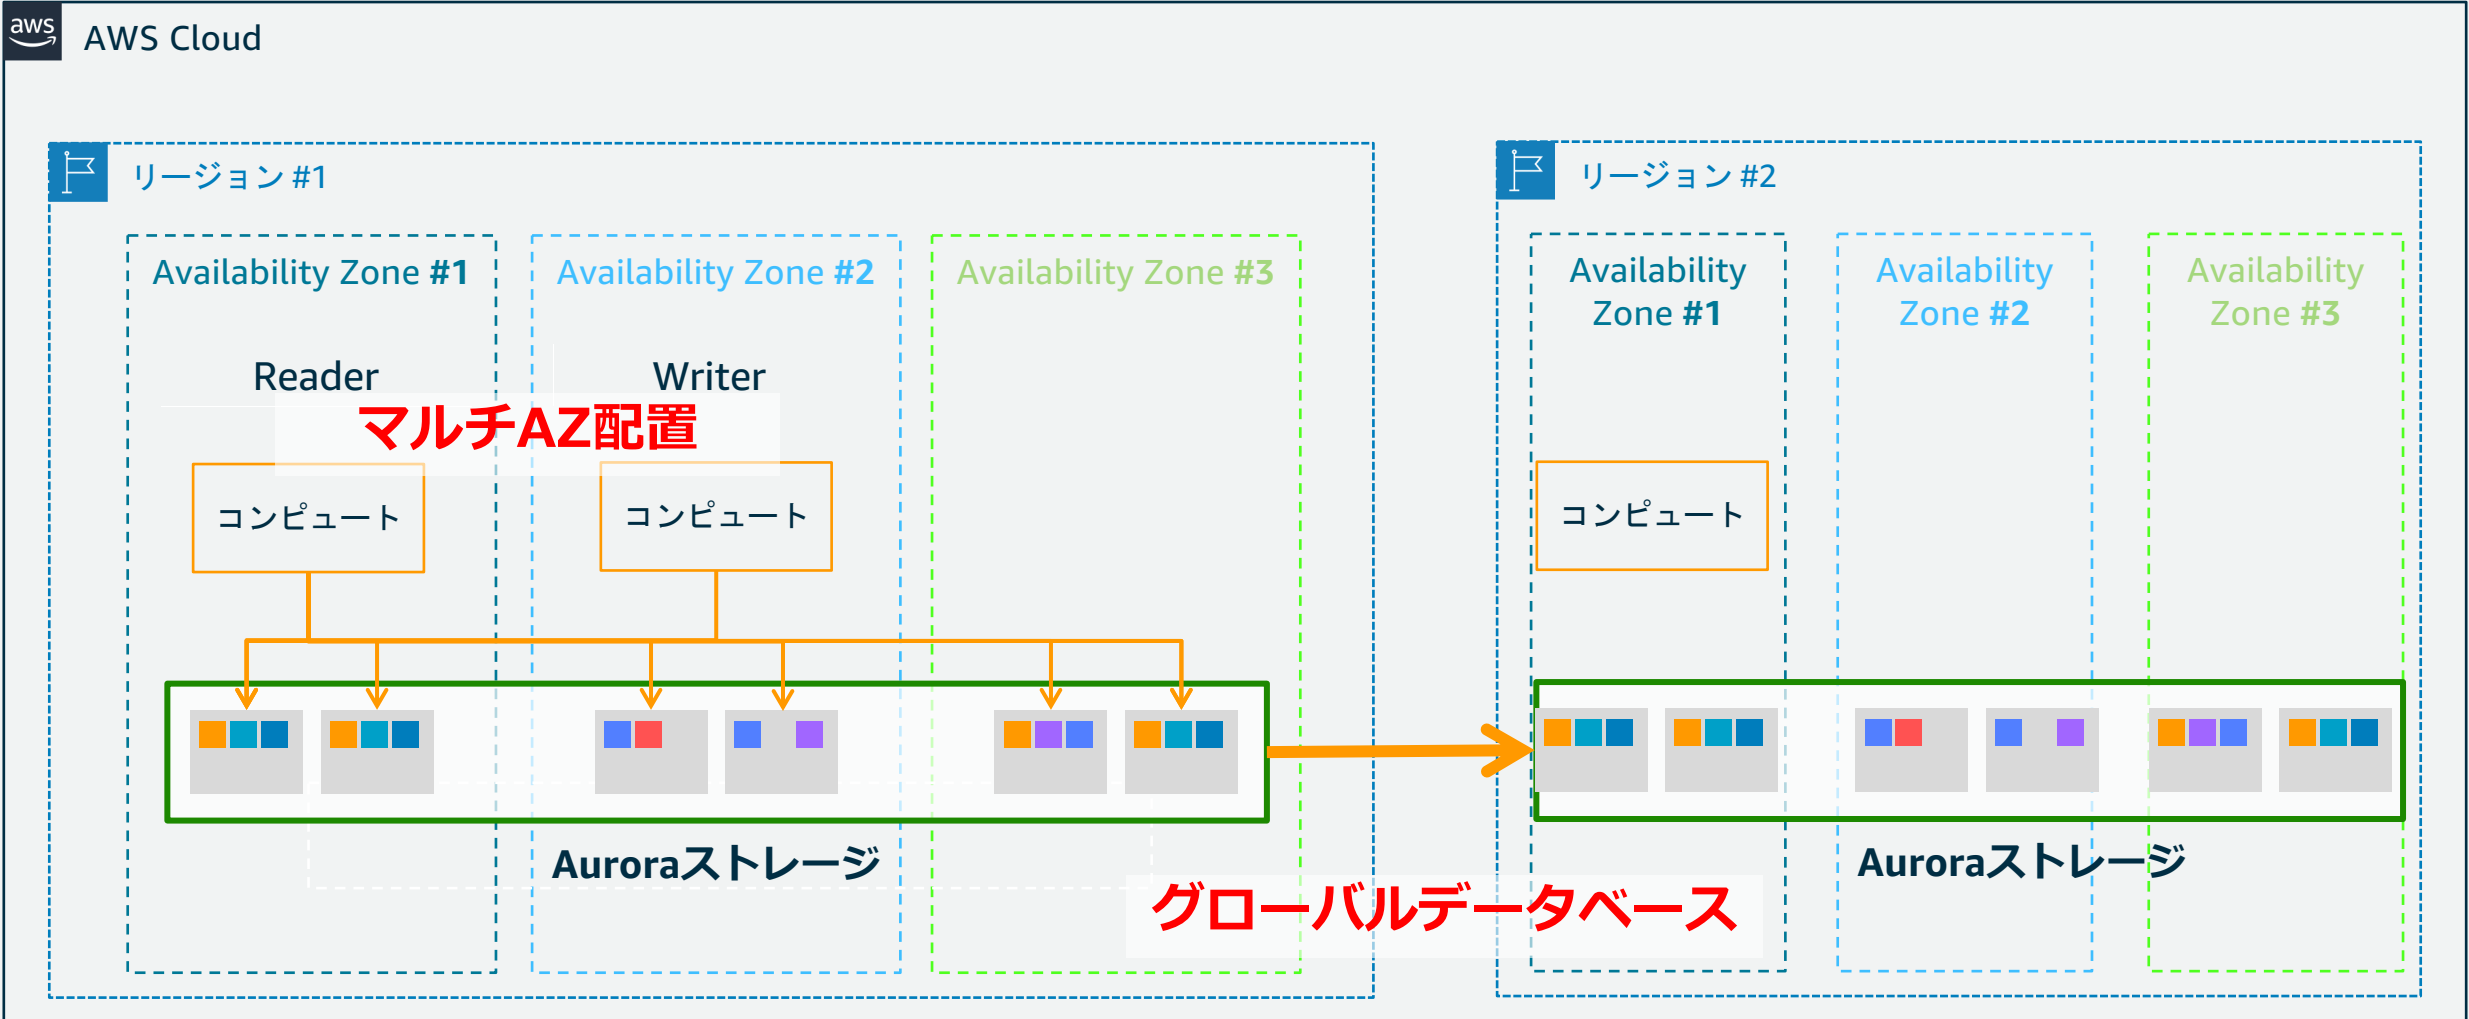 aws
AWS Cloud
リージョン #1
リージョン #2
Availability Zone #1
Availability Zone #2
Availability Zone #3
Availability
Zone #1
Availability
Zone #2
Availability
Zone #3
Reader
Writer
マルチAZ配置
コンピュート
コンピュート
コンピュート
Auroraストレージ
Auroraストレージ
グローバルデータベース